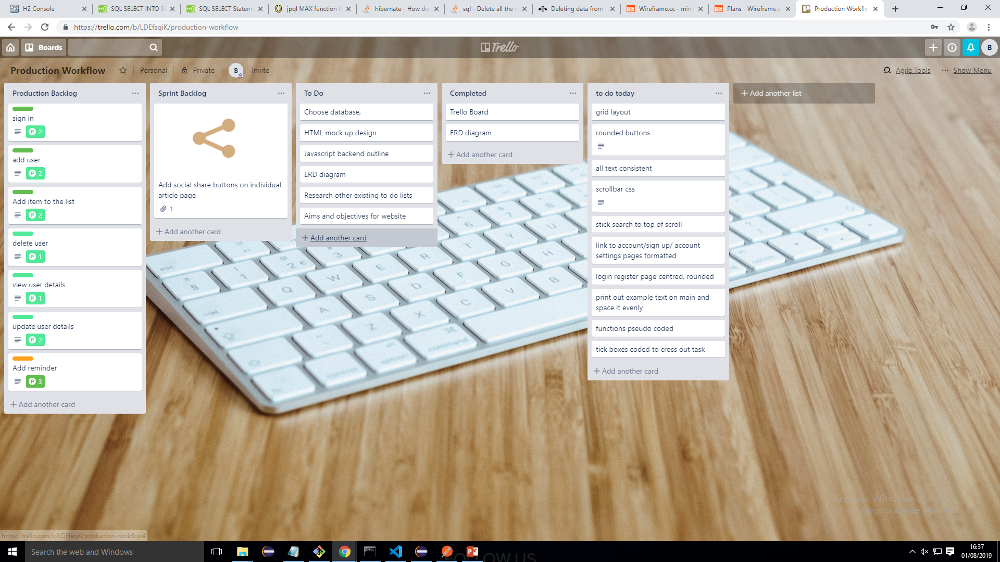 H2 Console
SQL SELECT INTO St
SQL SELECT Stateme
jpql MAX function h
hibernate - How do
sql - Delete all the r
Deleting data from
Wireframe.cc - mini
Plans - Wireframe.c
Production Workflo
https://trello.com/b/LDEfsqiK/production-workflow
Boards
Trello
B
Production Workflow
Personal
Private
B
Invite
Agile Tools
Show Menu
Production Backlog
sign in
2
add user
2
Add item to the list
2
delete user
1
view user details
1
update user details
2
Add reminder
3
+ Add another card
Sprint Backlog
Add social share buttons on individual
article page
1
+ Add another card
To Do
Choose database,
HTML mock up design
Javascript backend outline
ERD diagram
Research other existing to do lists
Aims and objectives for website
+ Add another card
Completed
Trello Board
ERD diagram
+ Add another card
to do today
grid layout
rounded buttons
all text consistent
scrollbar css
stick search to top of scroll
link to account/sign up/ account
settings pages formatted
login register page centred, rounded
print out example text on main and
space it evenly
functions pseudo coded
tick boxes coded to cross out task
+ Add another card
+ Add another list
Activate Windows
https://trello.com/b/LDEfsqiK/production-workflow#
Search the web and Windows
FOLLOW US
16:37
01/08/2019